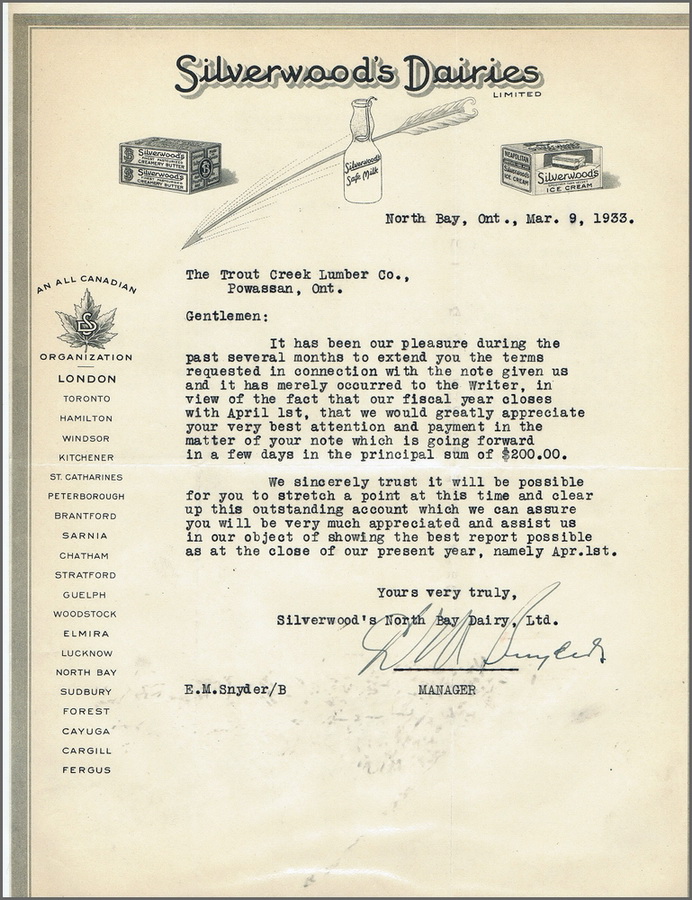 Silverwood's Dairies
LIMITED
Silverwood's
CREAMERY BUTTER
Silverwood's
CREAMERY BUTTER
Silverwood's
Safe Milk
NEAPOLITAN
Silverwood's
ICE CREAM
Silverwood's
ICE CREAM
North Bay, Ont., Mar. 9, 1933.
The Trout Creek Lumber Co.,
Powassan, Ont.
Gentlemen:
It has been our pleasure during the
past several months to extend you the terms
requested in connection with the note given us
and it has merely occurred to the Writer, in
view of the fact that our fiscal year closes
with April 1st, that we would greatly appreciate
your very best attention and payment in the
matter of your note which is going forward
in a few days in the principal sum of $200.00.
We sincerely trust it will be possible
for you to stretch a point at this time and clear
up this outstanding account which we can assure
you will be very much appreciated and assist us
in our object of showing the best report possible
as at the close of our present year, namely Apr.1st.
Yours very truly,
Silverwood's North Bay Dairy, Ltd.
E.M.Snyder/B
MANAGER
AN ALL CANADIAN
ORGANIZATION
LONDON
TORONTO
HAMILTON
WINDSOR
KITCHENER
ST. CATHARINES
PETERBOROUGH
BRANTFORD
SARNIA
CHATHAM
STRATFORD
GUELPH
WOODSTOCK
ELMIRA
LUCKNOW
NORTH BAY
SUDBURY
FOREST
CAYUGA
CARGILL
FERGUS